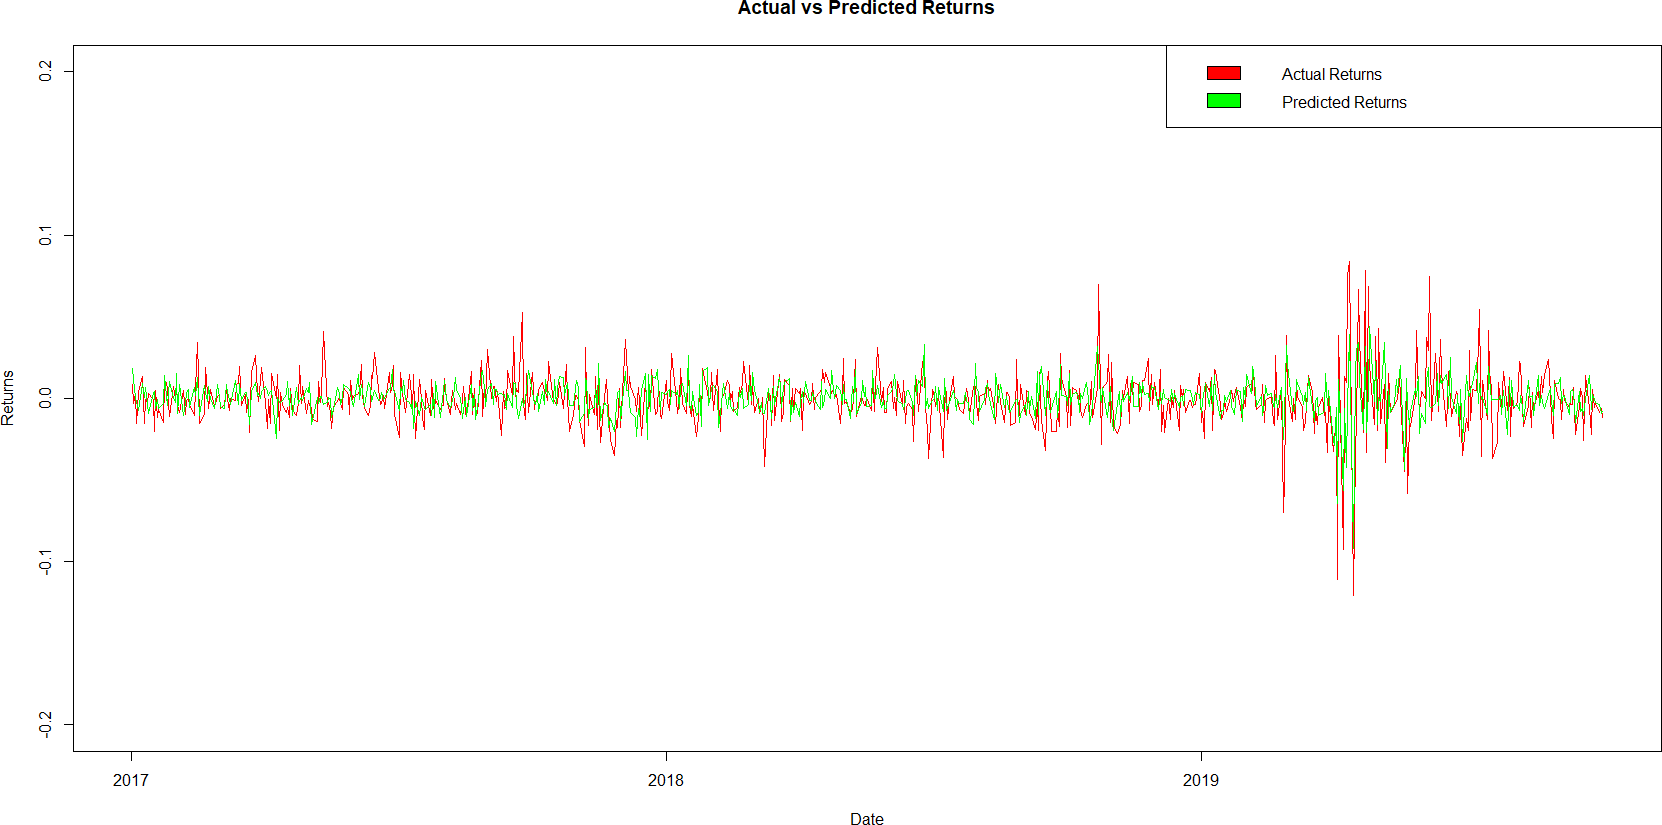 Actual vs Predicted Returns
Actual Returns
Predicted Returns
0.2
0.1
0.0
-0.1
-0.2
Returns
2017
2018
2019
Date